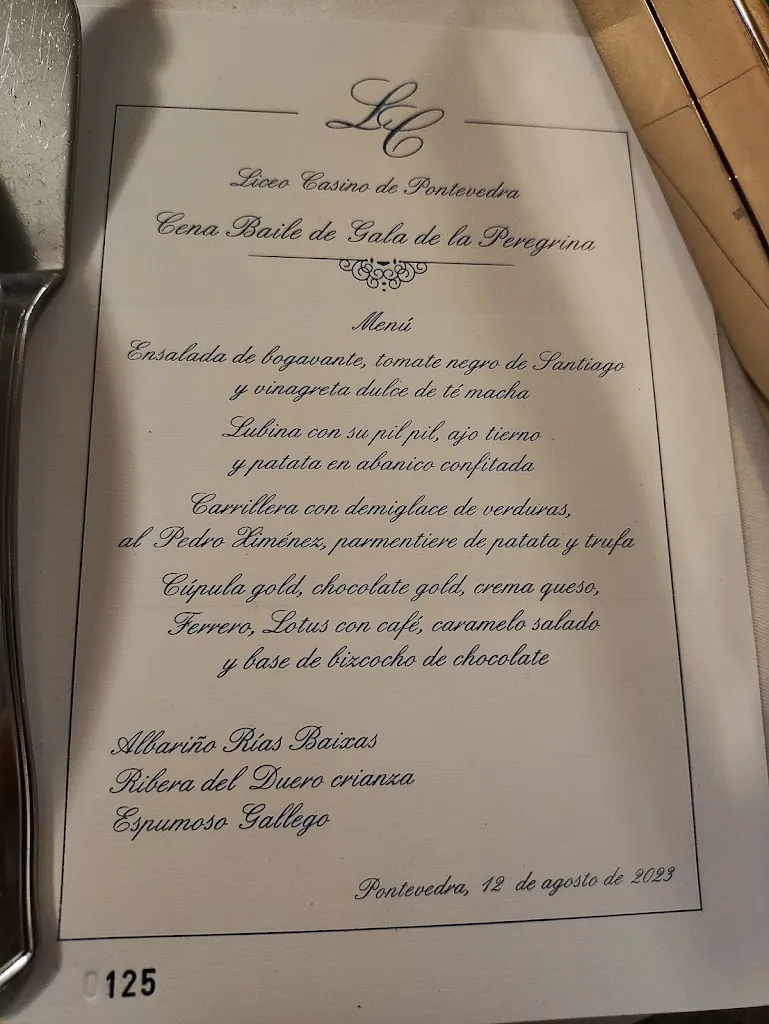 LC
Liceo Casino de Pontevedra
Cena Baile de Gala de la Peregrina
Menú
Ensalada de bogavante, tomate negro de Santiago
y vinagreta dulce de té macha
Lubina con su pil pil, ajo tierno
y patata en abanico confitada
Carrillera con demiglace de verduras,
al Pedro Ximénez, parmentiere de patata y trufa
Cúpula gold, chocolate gold, crema queso,
Ferrero, Lotus con café, caramelo salado
y base de bizcocho de chocolate
Albariño Rías Baixas
Ribera del Duero crianza
Espumoso Gallego
Pontevedra, 12 de agosto de 2023
0125